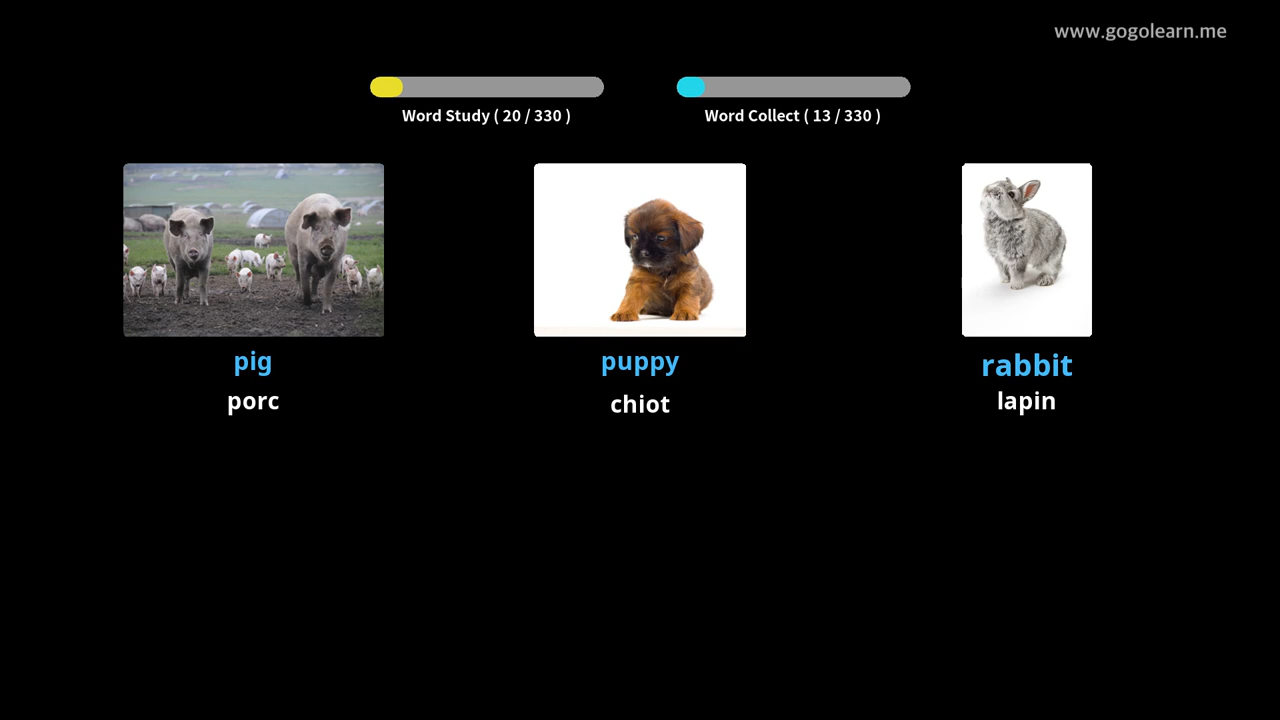 www.gogolearn.me
Word Study ( 20 / 330 )
Word Collect ( 13 / 330 )
pig
porc
puppy
chiot
rabbit
lapin